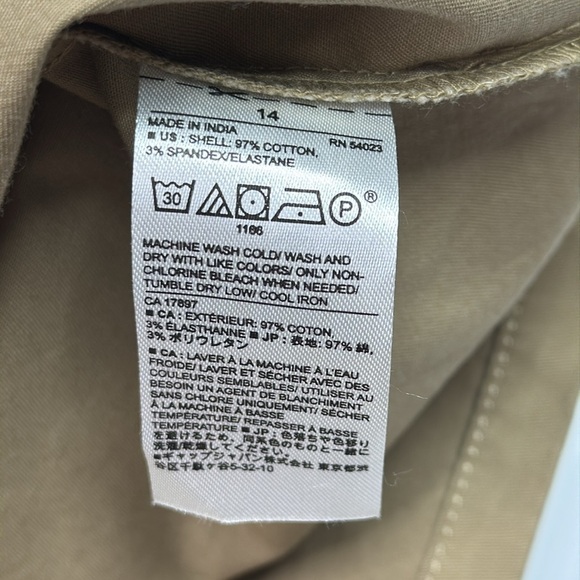 14
MADE IN INDIA RN 54023
■ US : SHELL: 97% COTTON,
3% SPANDEX/ELASTANE
30 P ®
1166
MACHINE WASH COLD/ WASH AND
DRY WITH LIKE COLORS/ ONLY NON-
CHLORINE BLEACH WHEN NEEDED/
TUMBLE DRY LOW/ COOL IRON
CA 17897
■ CA : EXTÉRIEUR: 97% COTON,
3% ÉLASTHANNE ■ JP : 表地: 97% 綿,
3% ポリウレタン
■ CA : LAVER À LA MACHINE À L'EAU
FROIDE/ LAVER ET SÉCHER AVEC DES
COULEURS SEMBLABLES/ UTILISER AU
BESOIN UN AGENT DE BLANCHIMENT
SANS CHLORE UNIQUEMENT/ SÉCHER
À LA MACHINE À BASSE
TEMPÉRATURE/ REPASSER À BASSE
TEMPÉRATURE ■ JP : 色落ちや色移り
を避けるため、同系色のものと一緒に
洗濯/乾燥してください。
■ギャップジャパン株式会社 東京都渋
谷区千駄ヶ谷5-32-10